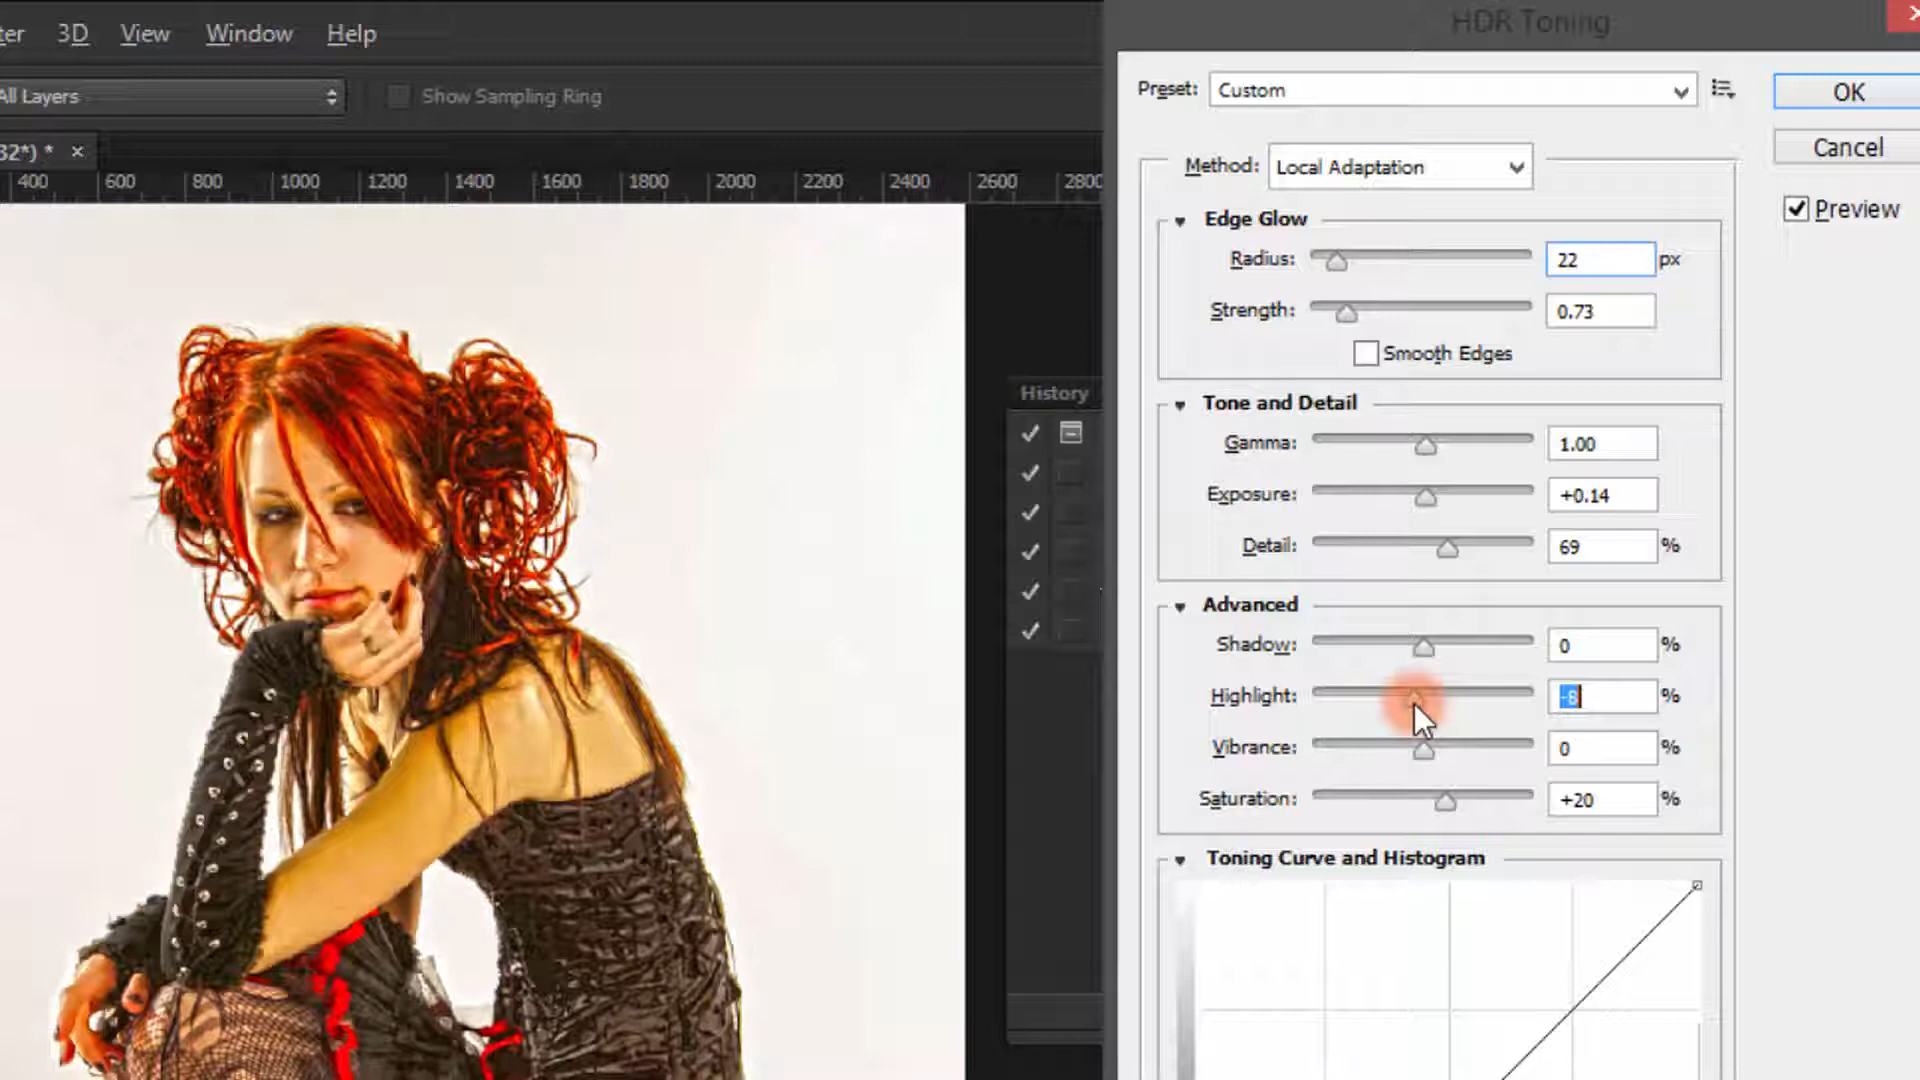 ter 3D View Window Help
HDR Toning
All Layers
Show Sampling Ring
Preset: Custom
OK
32*) * ×
Cancel
Method: Local Adaptation
400 600 800 1000 1200 1400 1600 1800 2000 2200 2400 2600 2800
Preview
Edge Glow
Radius: 22 px
Strength: 0.73
Smooth Edges
History
Tone and Detail
Gamma: 1.00
Exposure: +0.14
Detail: 69 %
Advanced
Shadow: 0 %
Highlight: -8 %
Vibrance: 0 %
Saturation: +20 %
Toning Curve and Histogram